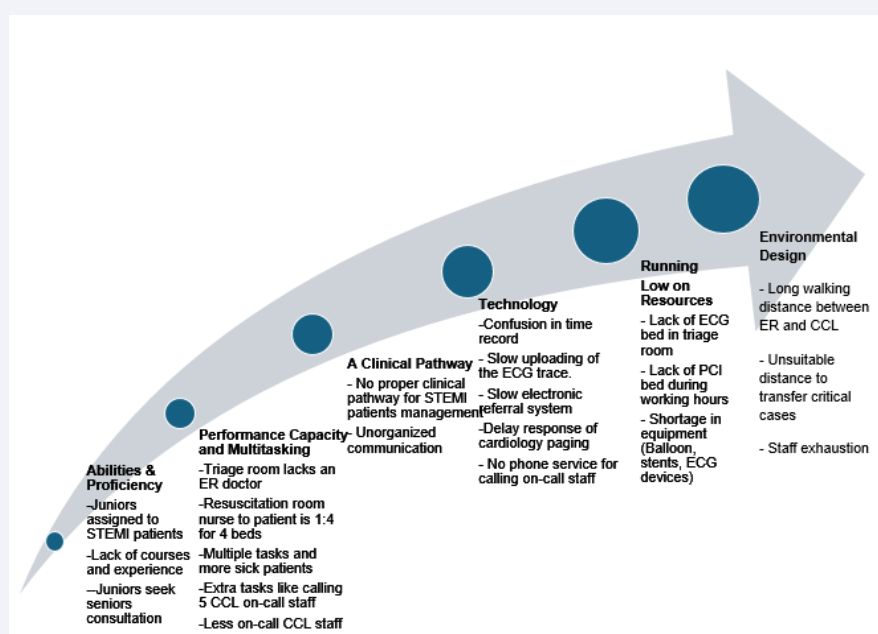 Abilities &
Proficiency
-Juniors
assigned to
STEMI patients
-Lack of courses
and experience
--Juniors seek
seniors
consultation
Performance Capacity
and Multitasking
-Triage room lacks an
ER doctor
-Resuscitation room
nurse to patient is 1:4
for 4 beds
-Multiple tasks and
more sick patients
-Extra tasks like calling
5 CCL on-call staff
-Less on-call CCL staff
A Clinical Pathway
- No proper clinical
pathway for STEMI
patients management
- Unorganized
communication
Technology
-Confusion in time
record
- Slow uploading of
the ECG trace.
- Slow electronic
referral system
-Delay response of
cardiology paging
- No phone service for
calling on-call staff
Running
Low on
Resources
- Lack of ECG
bed in triage
room
- Lack of PCI
bed during
working hours
- Shortage in
equipment
(Balloon,
stents, ECG
devices)
Environmental
Design
- Long walking
distance between
ER and CCL
- Unsuitable
distance to
transfer critical
cases
- Staff exhaustion